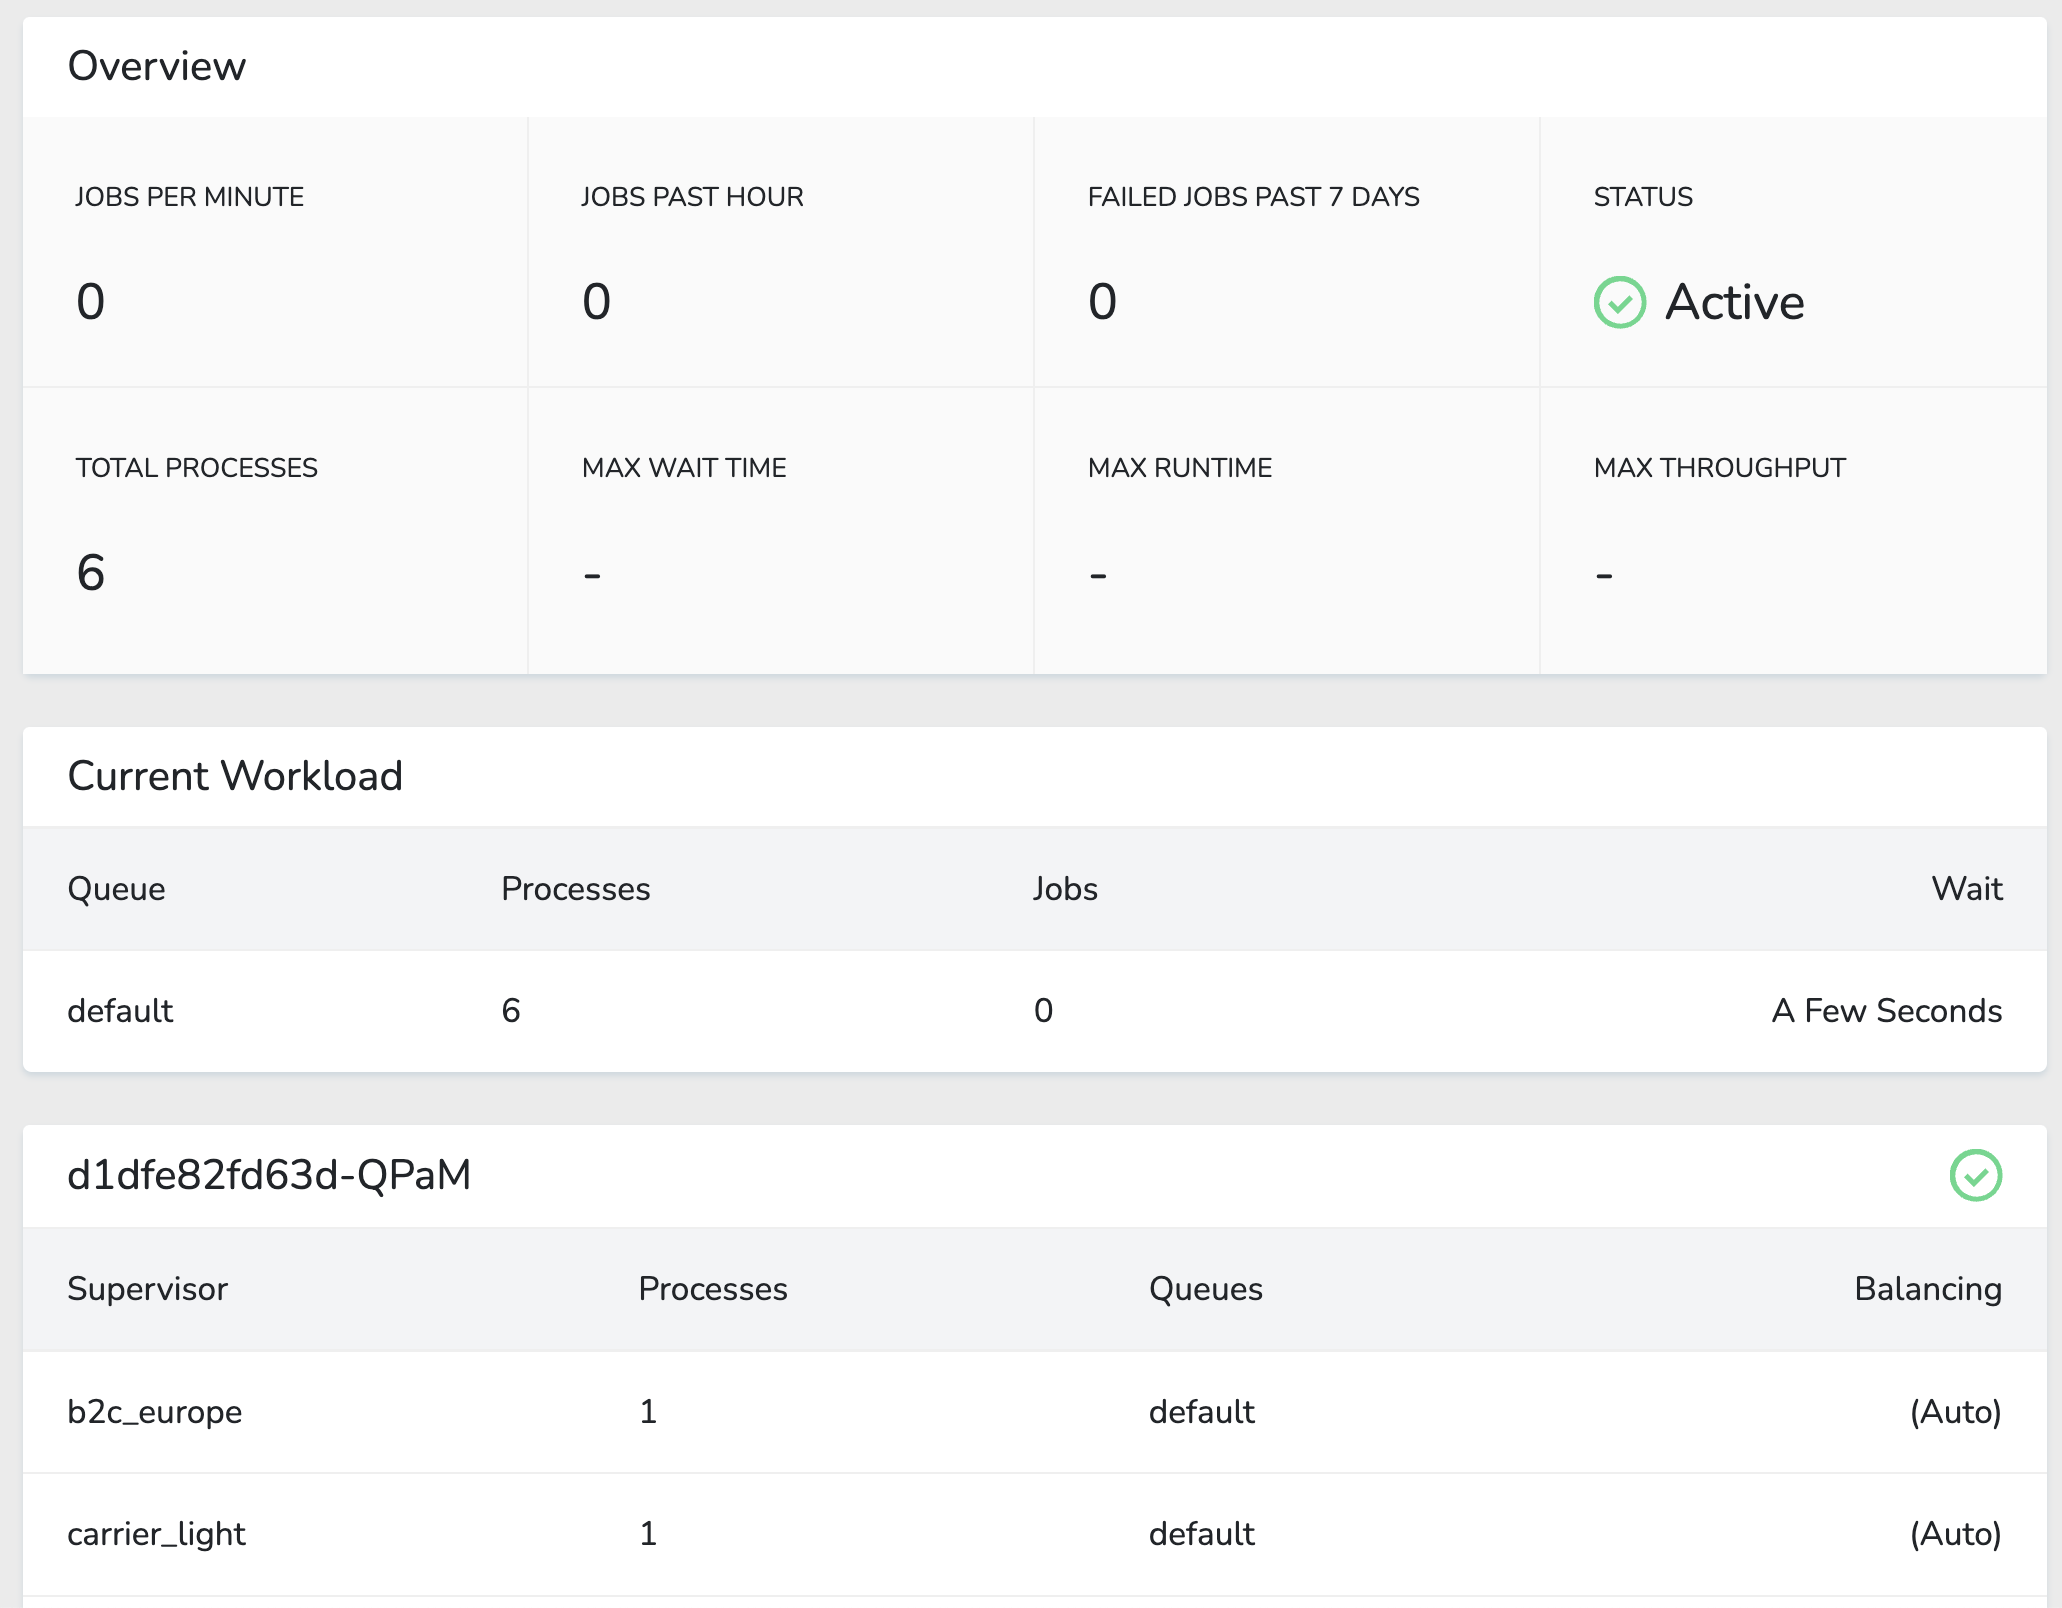 Overview
JOBS PER MINUTE JOBS PAST HOUR FAILED JOBS PAST 7 DAYS STATUS
0 0 0 Active
TOTAL PROCESSES MAX WAIT TIME MAX RUNTIME MAX THROUGHPUT
6 - - -
Current Workload
Queue Processes Jobs Wait
default 6 0 A Few Seconds
d1dfe82fd63d-QPaM
Supervisor Processes Queues Balancing
b2c_europe 1 default (Auto)
carrier_light 1 default (Auto)